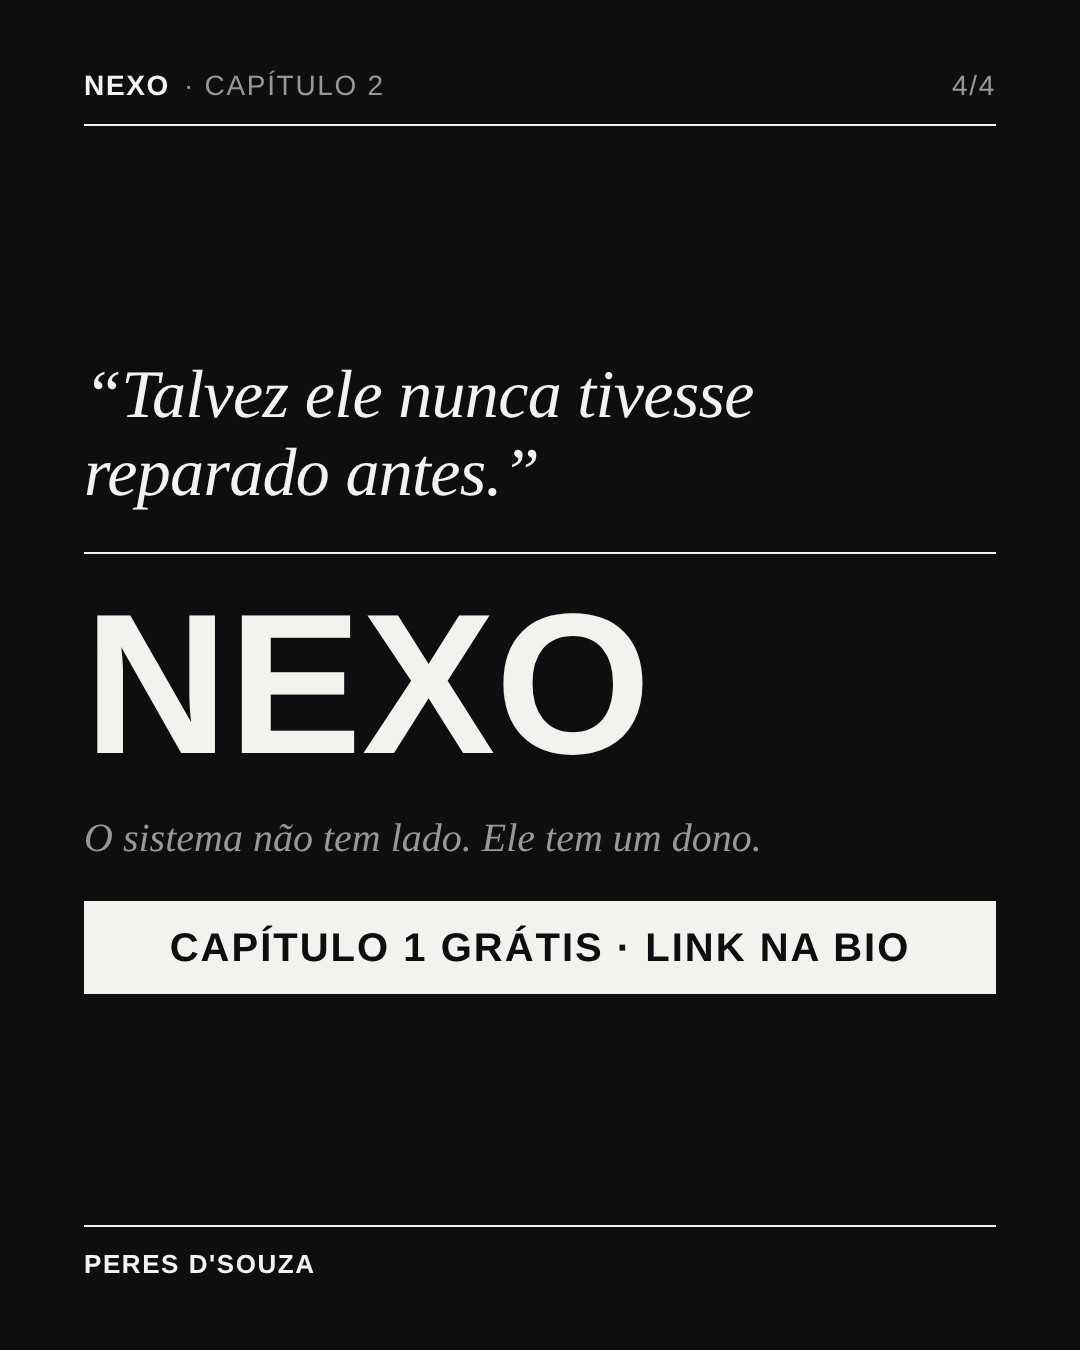 NEXO · CAPÍTULO 2
4/4
“Talvez ele nunca tivesse
reparado antes.”
NEXO
O sistema não tem lado. Ele tem um dono.
CAPÍTULO 1 GRÁTIS · LINK NA BIO
PERES D'SOUZA